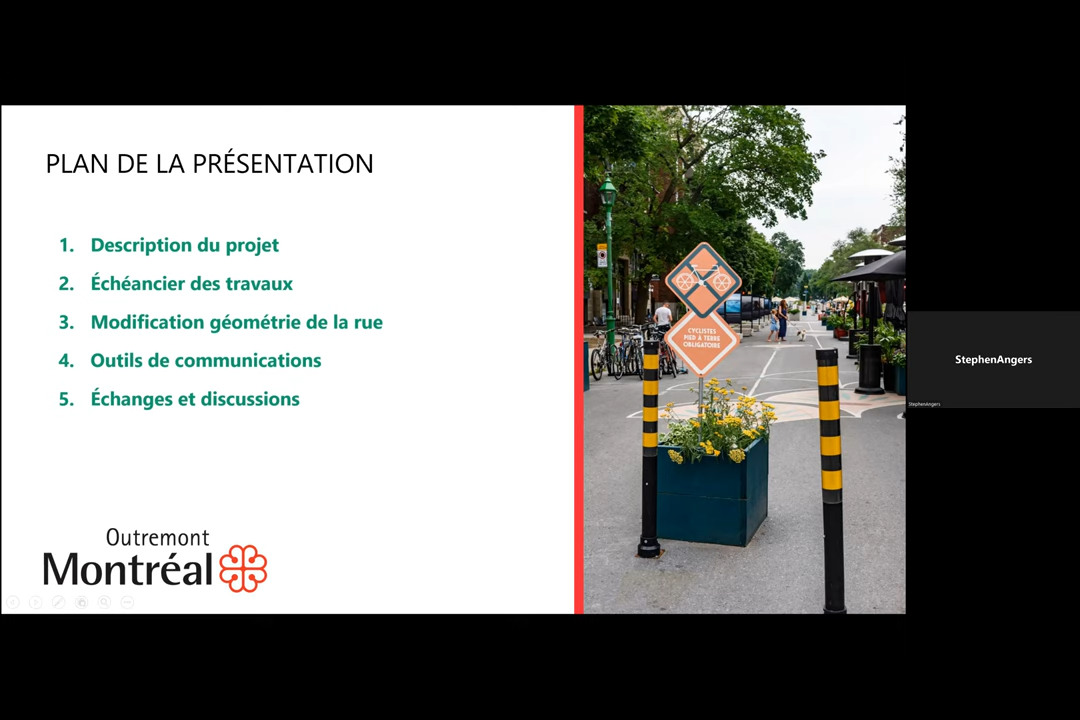 PLAN DE LA PRÉSENTATION
1. Description du projet
2. Échéancier des travaux
3. Modification géométrie de la rue
4. Outils de communications
5. Échanges et discussions
Outremont
Montréal
CYCLISTES
PIED À TERRE
OBLIGATOIRE
StephenAngers
StephenAngers